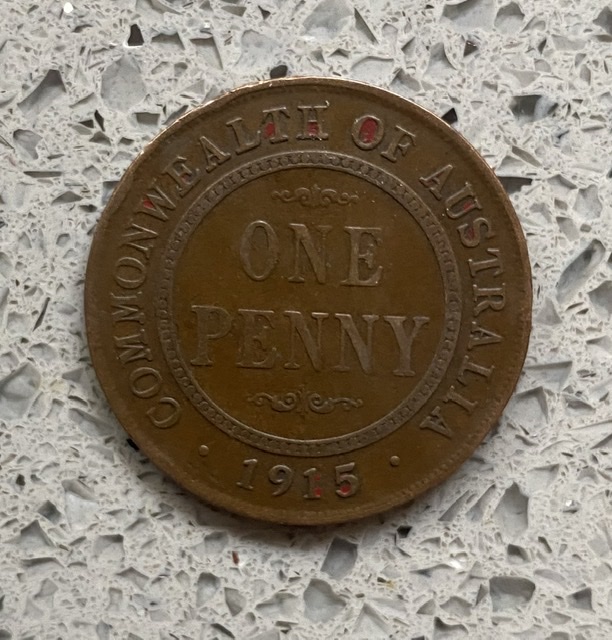 COMMONWEALTH OF AUSTRALIA
ONE
PENNY
· 1915 ·